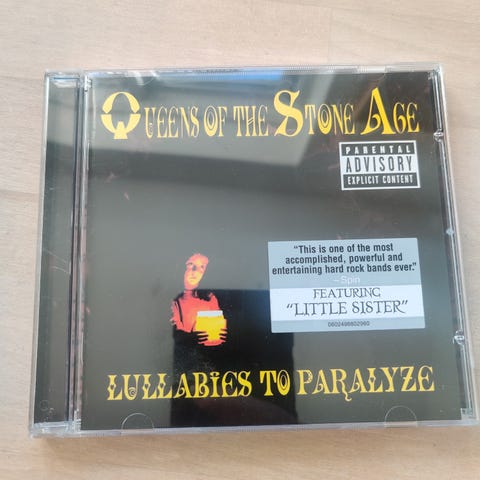 QUEENS OF THE STONE AGE
PARENTAL
ADVISORY
EXPLICIT CONTENT
"This is one of the most
accomplished, powerful and
entertaining hard rock bands ever."
–Spin
FEATURING
"LITTLE SISTER"
0602498802960
LULLABIES TO PARALYZE